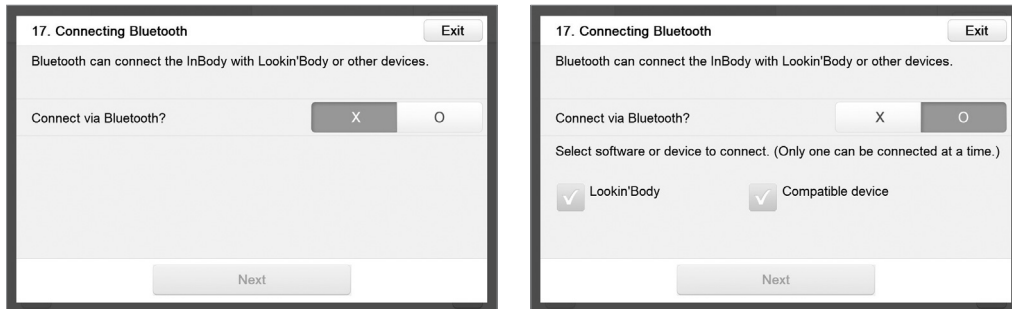 17. Connecting Bluetooth Exit
Bluetooth can connect the InBody with Lookin'Body or other devices.
Connect via Bluetooth? X O
Next
17. Connecting Bluetooth Exit
Bluetooth can connect the InBody with Lookin'Body or other devices.
Connect via Bluetooth? X O
Select software or device to connect. (Only one can be connected at a time.)
Lookin'Body Compatible device
Next